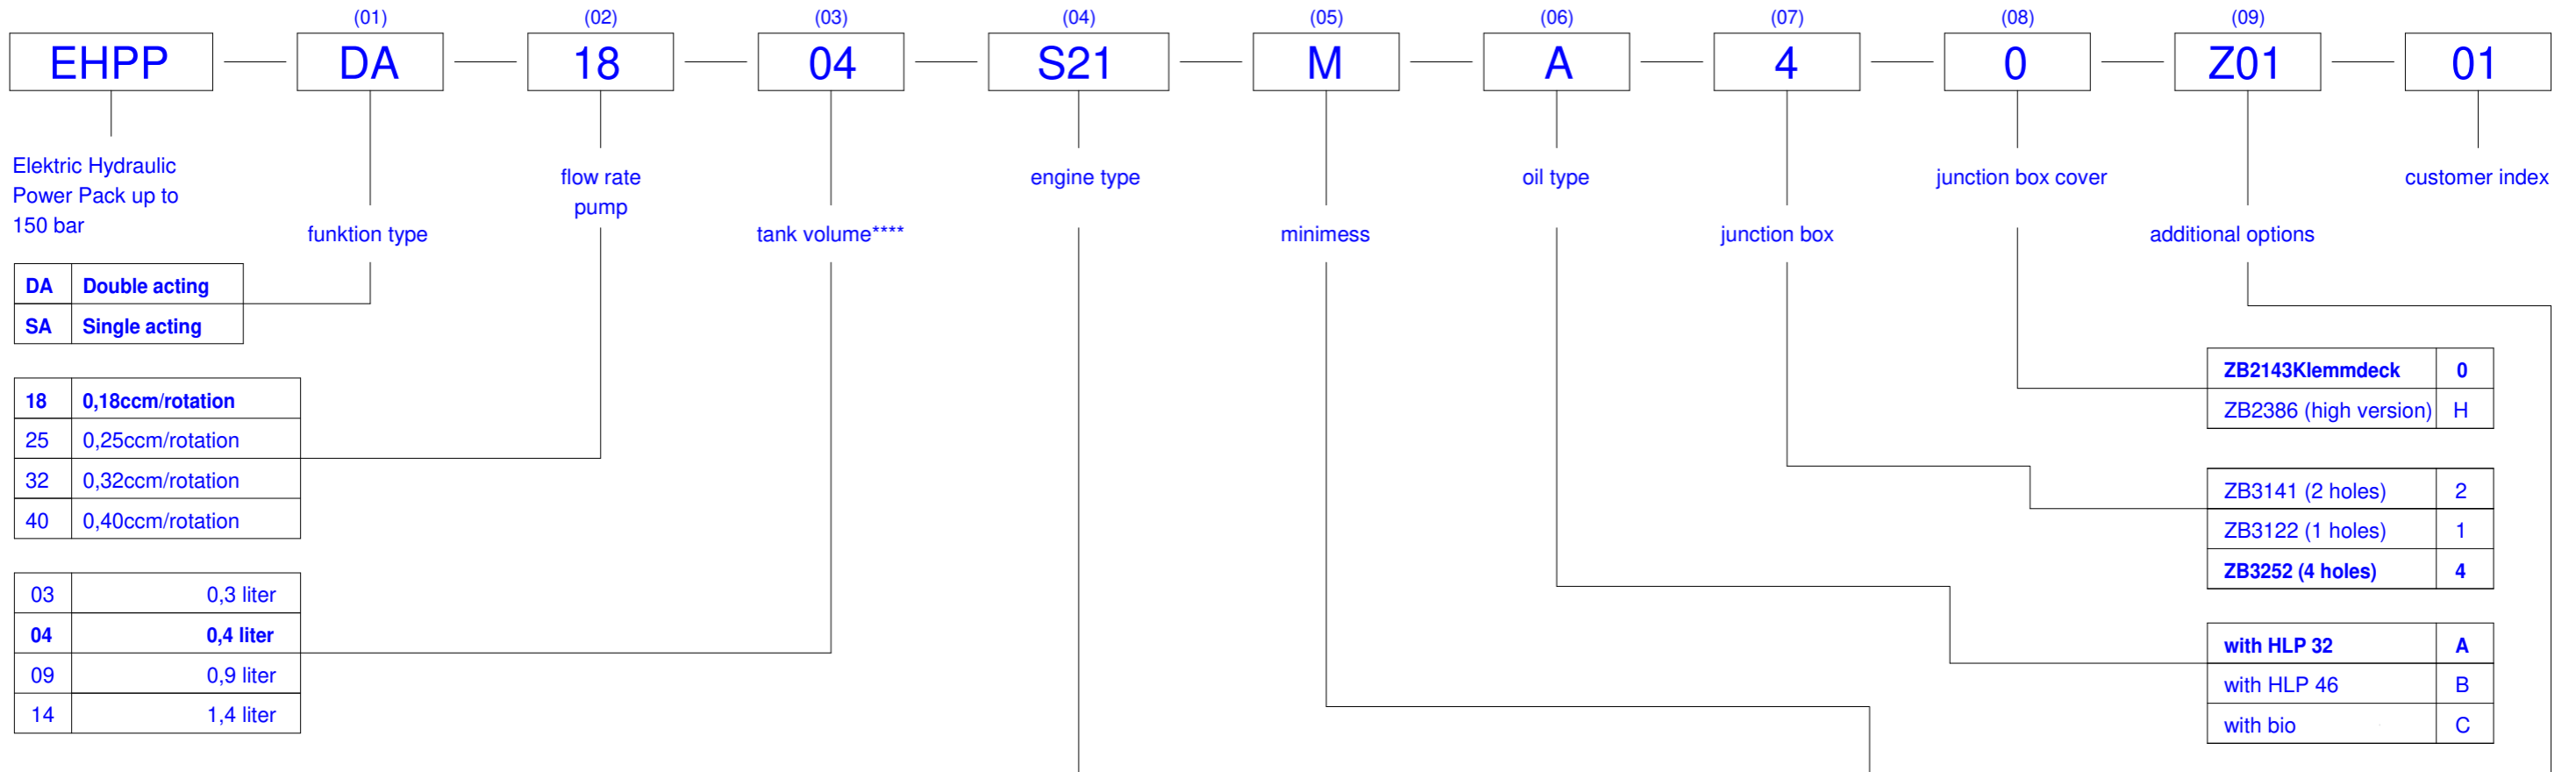 (01) (02) (03) (04) (05) (06) (07) (08) (09)
EHPP DA 18 04 S21 M A 4 0 Z01 01
Elektric Hydraulic
Power Pack up to
150 bar
funktion type
flow rate
pump
tank volume****
engine type
minimess
oil type
junction box
junction box cover
additional options
customer index
DA Double acting
SA Single acting
18 0,18ccm/rotation
25 0,25ccm/rotation
32 0,32ccm/rotation
40 0,40ccm/rotation
03 0,3 liter
04 0,4 liter
09 0,9 liter
14 1,4 liter
ZB2143Klemmdeck 0
ZB2386 (high version) H
ZB3141 (2 holes) 2
ZB3122 (1 holes) 1
ZB3252 (4 holes) 4
with HLP 32 A
with HLP 46 B
with bio C